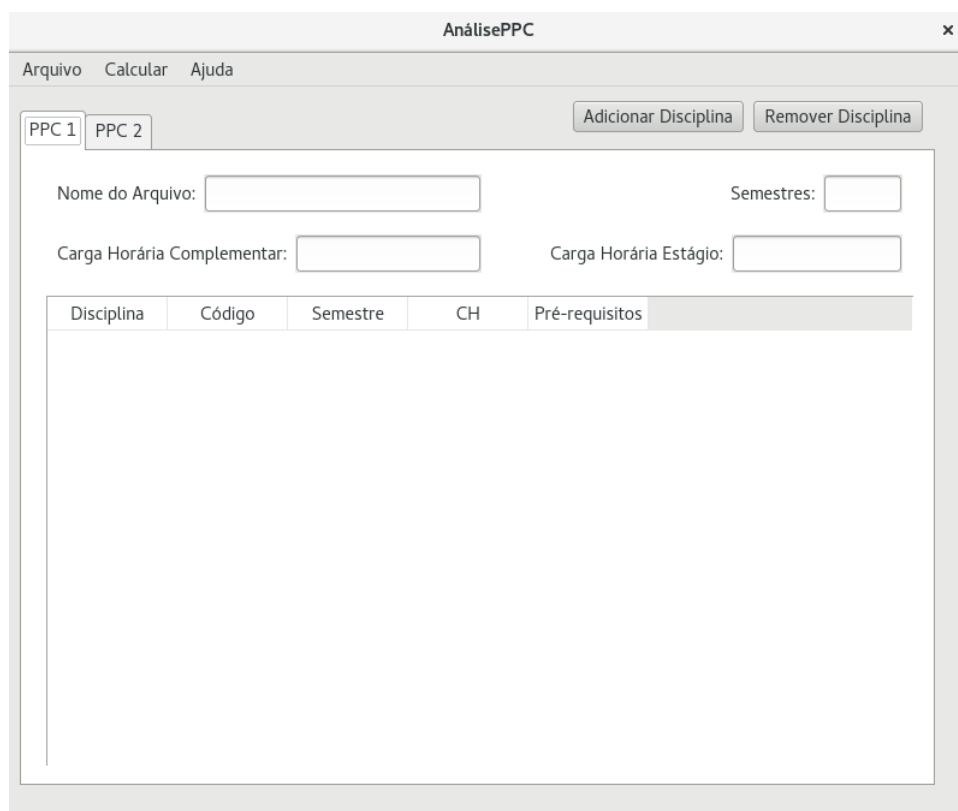 AnálisePPC
Arquivo Calcular Ajuda
Adicionar Disciplina Remover Disciplina
PPC 1 PPC 2
Nome do Arquivo: Semestres:
Carga Horária Complementar: Carga Horária Estágio:
Disciplina Código Semestre CH Pré-requisitos